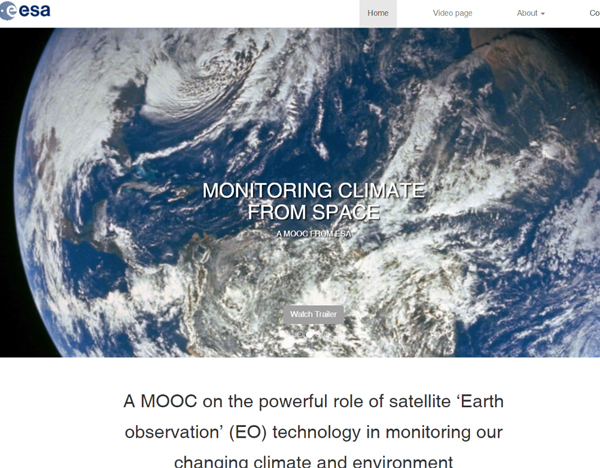 esa
Home Video page About Co
MONITORING CLIMATE
FROM SPACE
A MOOC FROM ESA
Watch Trailer
A MOOC on the powerful role of satellite ‘Earth
observation’ (EO) technology in monitoring our
changing climate and environment